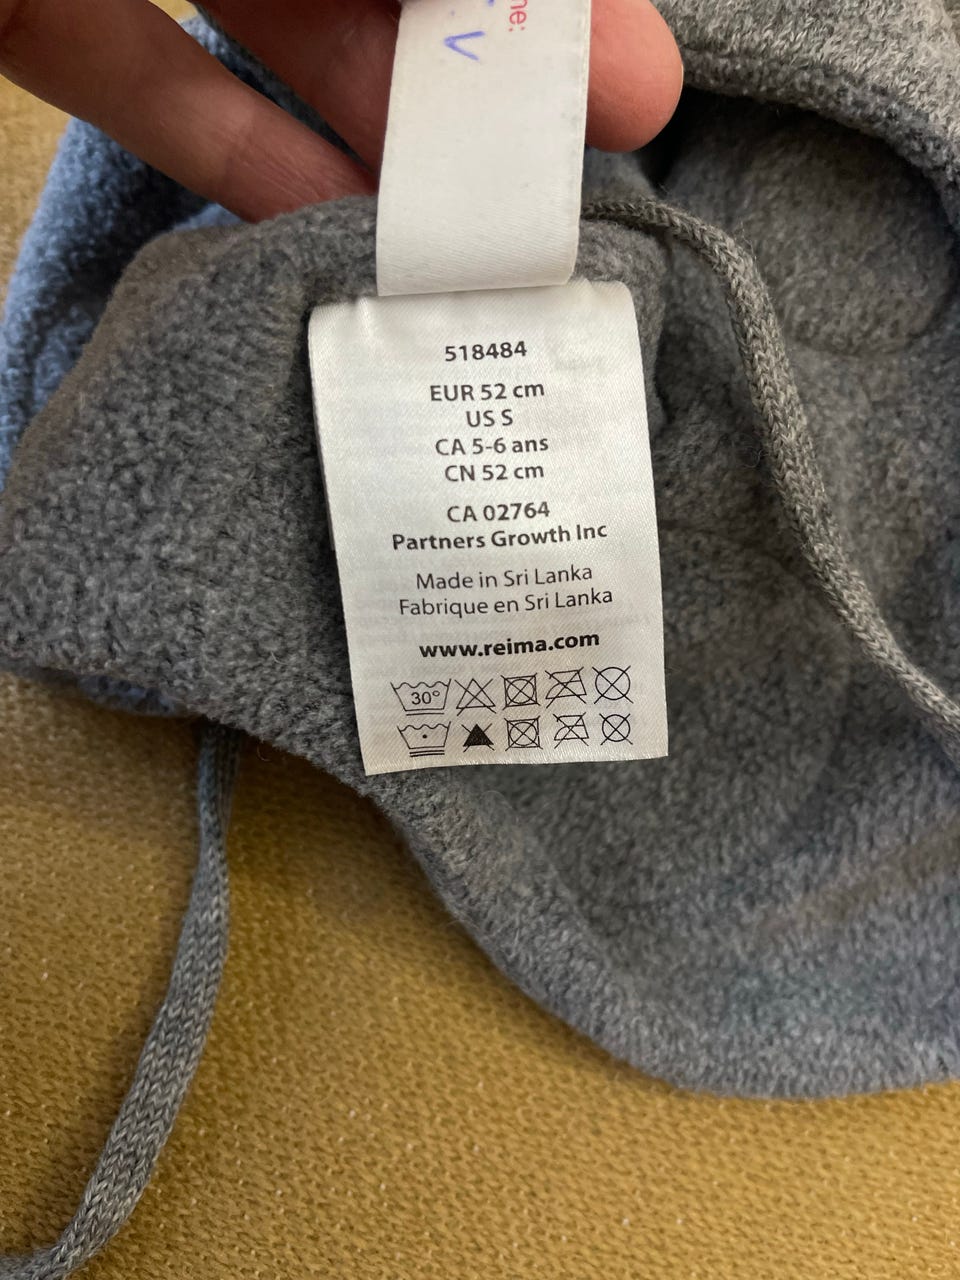 518484
EUR 52 cm
US S
CA 5-6 ans
CN 52 cm
CA 02764
Partners Growth Inc
Made in Sri Lanka
Fabrique en Sri Lanka
www.reima.com
30°